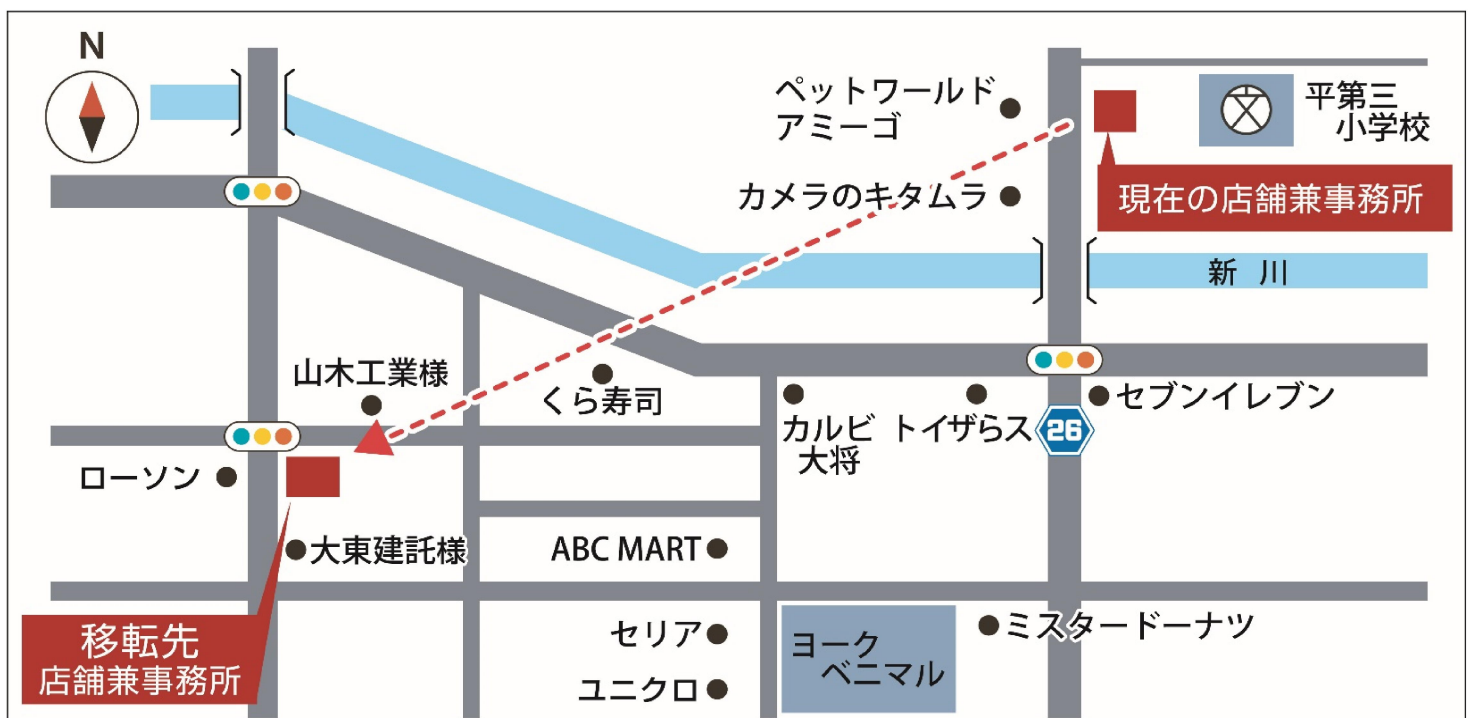 N
ペットワールド
アミーゴ
平第三
小学校
カメラのキタムラ
現在の店舗兼事務所
新 川
山木工業様
くら寿司
カルビ
大将
トイザらス
26
セブンイレブン
ローソン
大東建託様
ABC MART
移転先
店舗兼事務所
セリア
ユニクロ
ヨーク
ベニマル
ミスタードーナツ